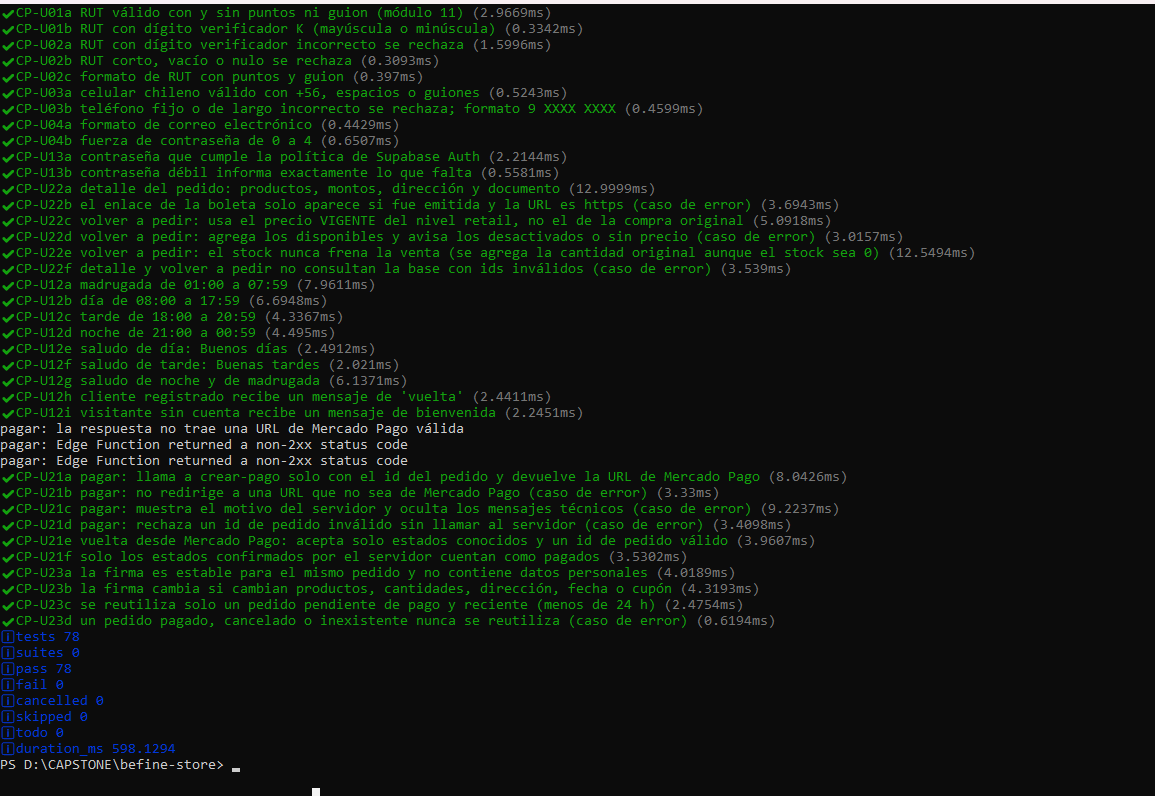 ✔CP-U01a RUT válido con y sin puntos ni guion (módulo 11) (2.9669ms)
✔CP-U01b RUT con dígito verificador K (mayúscula o minúscula) (0.3342ms)
✔CP-U02a RUT con dígito verificador incorrecto se rechaza (1.5996ms)
✔CP-U02b RUT corto, vacío o nulo se rechaza (0.3093ms)
✔CP-U02c formato de RUT con puntos y guion (0.397ms)
✔CP-U03a celular chileno válido con +56, espacios o guiones (0.5243ms)
✔CP-U03b teléfono fijo o de largo incorrecto se rechaza; formato 9 XXXX XXXX (0.4599ms)
✔CP-U04a formato de correo electrónico (0.4429ms)
✔CP-U04b fuerza de contraseña de 0 a 4 (0.6507ms)
✔CP-U13a contraseña que cumple la política de Supabase Auth (2.2144ms)
✔CP-U13b contraseña débil informa exactamente lo que falta (0.5581ms)
✔CP-U22a detalle del pedido: productos, montos, dirección y documento (12.9999ms)
✔CP-U22b el enlace de la boleta solo aparece si fue emitida y la URL es https (caso de error) (3.6943ms)
✔CP-U22c volver a pedir: usa el precio VIGENTE del nivel retail, no el de la compra original (5.0918ms)
✔CP-U22d volver a pedir: agrega los disponibles y avisa los desactivados o sin precio (caso de error) (3.0157ms)
✔CP-U22e volver a pedir: el stock nunca frena la venta (se agrega la cantidad original aunque el stock sea 0) (12.5494ms)
✔CP-U22f detalle y volver a pedir no consultan la base con ids inválidos (caso de error) (3.539ms)
✔CP-U12a madrugada de 01:00 a 07:59 (7.9611ms)
✔CP-U12b día de 08:00 a 17:59 (6.6948ms)
✔CP-U12c tarde de 18:00 a 20:59 (4.3367ms)
✔CP-U12d noche de 21:00 a 00:59 (4.495ms)
✔CP-U12e saludo de día: Buenos días (2.4912ms)
✔CP-U12f saludo de tarde: Buenas tardes (2.021ms)
✔CP-U12g saludo de noche y de madrugada (6.1371ms)
✔CP-U12h cliente registrado recibe un mensaje de 'vuelta' (2.4411ms)
✔CP-U12i visitante sin cuenta recibe un mensaje de bienvenida (2.2451ms)
pagar: la respuesta no trae una URL de Mercado Pago válida
pagar: Edge Function returned a non-2xx status code
pagar: Edge Function returned a non-2xx status code
✔CP-U21a pagar: llama a crear-pago solo con el id del pedido y devuelve la URL de Mercado Pago (8.0426ms)
✔CP-U21b pagar: no redirige a una URL que no sea de Mercado Pago (caso de error) (3.33ms)
✔CP-U21c pagar: muestra el motivo del servidor y oculta los mensajes técnicos (caso de error) (9.2237ms)
✔CP-U21d pagar: rechaza un id de pedido inválido sin llamar al servidor (caso de error) (3.4098ms)
✔CP-U21e vuelta desde Mercado Pago: acepta solo estados conocidos y un id de pedido válido (3.9607ms)
✔CP-U21f solo los estados confirmados por el servidor cuentan como pagados (3.5302ms)
✔CP-U23a la firma es estable para el mismo pedido y no contiene datos personales (4.0189ms)
✔CP-U23b la firma cambia si cambian productos, cantidades, dirección, fecha o cupón (4.3193ms)
✔CP-U23c se reutiliza solo un pedido pendiente de pago y reciente (menos de 24 h) (2.4754ms)
✔CP-U23d un pedido pagado, cancelado o inexistente nunca se reutiliza (caso de error) (0.6194ms)
ℹtests 78
ℹsuites 0
ℹpass 78
ℹfail 0
ℹcancelled 0
ℹskipped 0
ℹtodo 0
ℹduration_ms 598.1294
PS D:\CAPSTONE\befine-store>